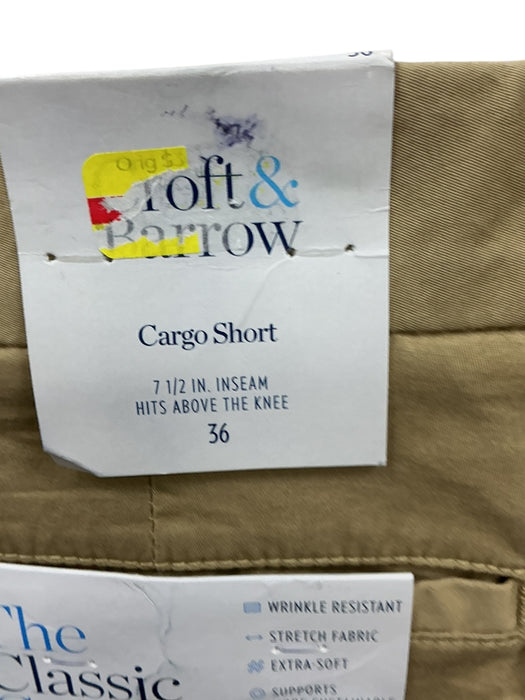 Orig $
Croft &
Barrow
Cargo Short
7 1/2 IN. INSEAM
HITS ABOVE THE KNEE
36
The
Classic
WRINKLE RESISTANT
STRETCH FABRIC
EXTRA-SOFT
SUPPORTS